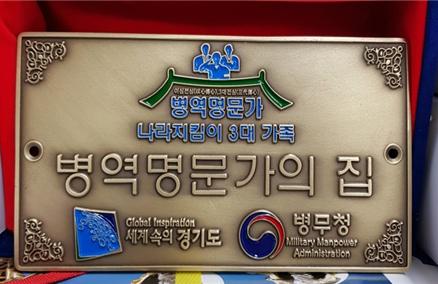 병역명문가
나라지킴이 3대 가족
병역명문가의 집
Global Inspiration
세계 속의 경기도
병무청
Military Manpower
Administration